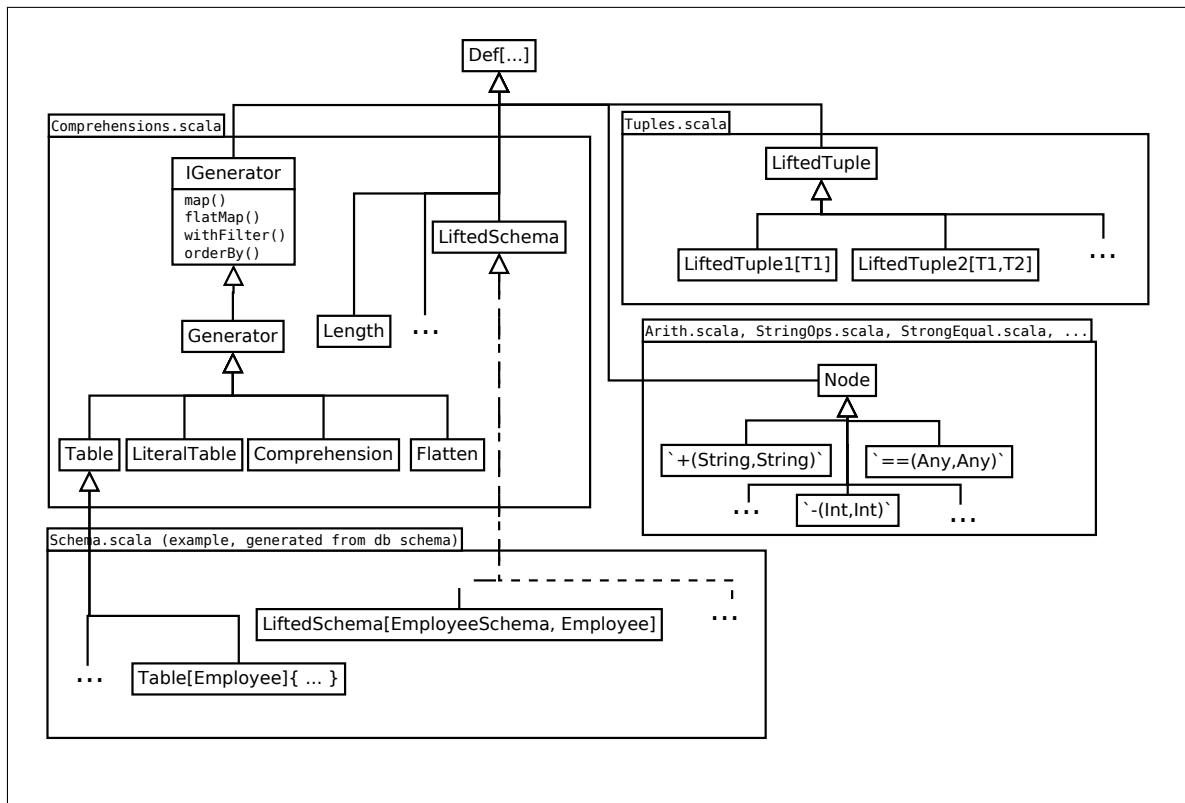 Def[...]
Comprehensions.scala
IGenerator
map()
flatMap()
withFilter()
orderBy()
LiftedSchema
Generator
Length
...
Table
LiteralTable
Comprehension
Flatten
Tuples.scala
LiftedTuple
LiftedTuple1[T1]
LiftedTuple2[T1,T2]
...
Arith.scala, StringOps.scala, StrongEqual.scala, ...
Node
`+(String,String)`
`==(Any,Any)`
...
`-(Int,Int)`
...
Schema.scala (example, generated from db schema)
LiftedSchema[EmployeeSchema, Employee]
...
...
Table[Employee]{ ... }